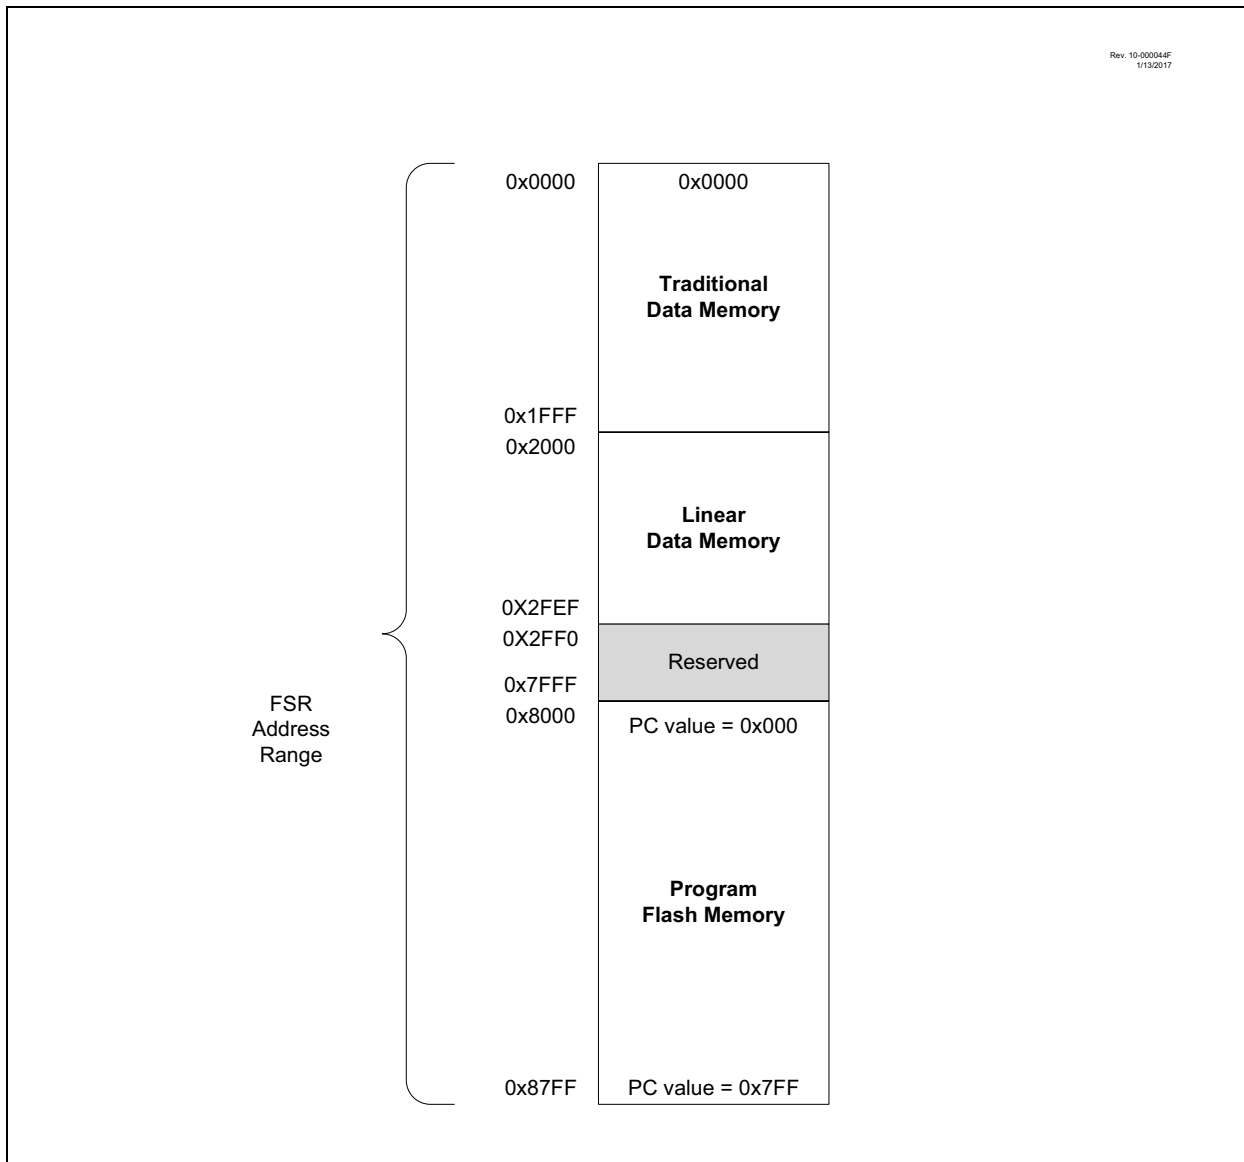 Rev. 10-000044F
1/13/2017
0x0000
0x0000
Traditional
Data Memory
0x1FFF
0x2000
Linear
Data Memory
0X2FEF
0X2FF0
Reserved
0x7FFF
0x8000
PC value = 0x000
FSR
Address
Range
Program
Flash Memory
0x87FF
PC value = 0x7FF